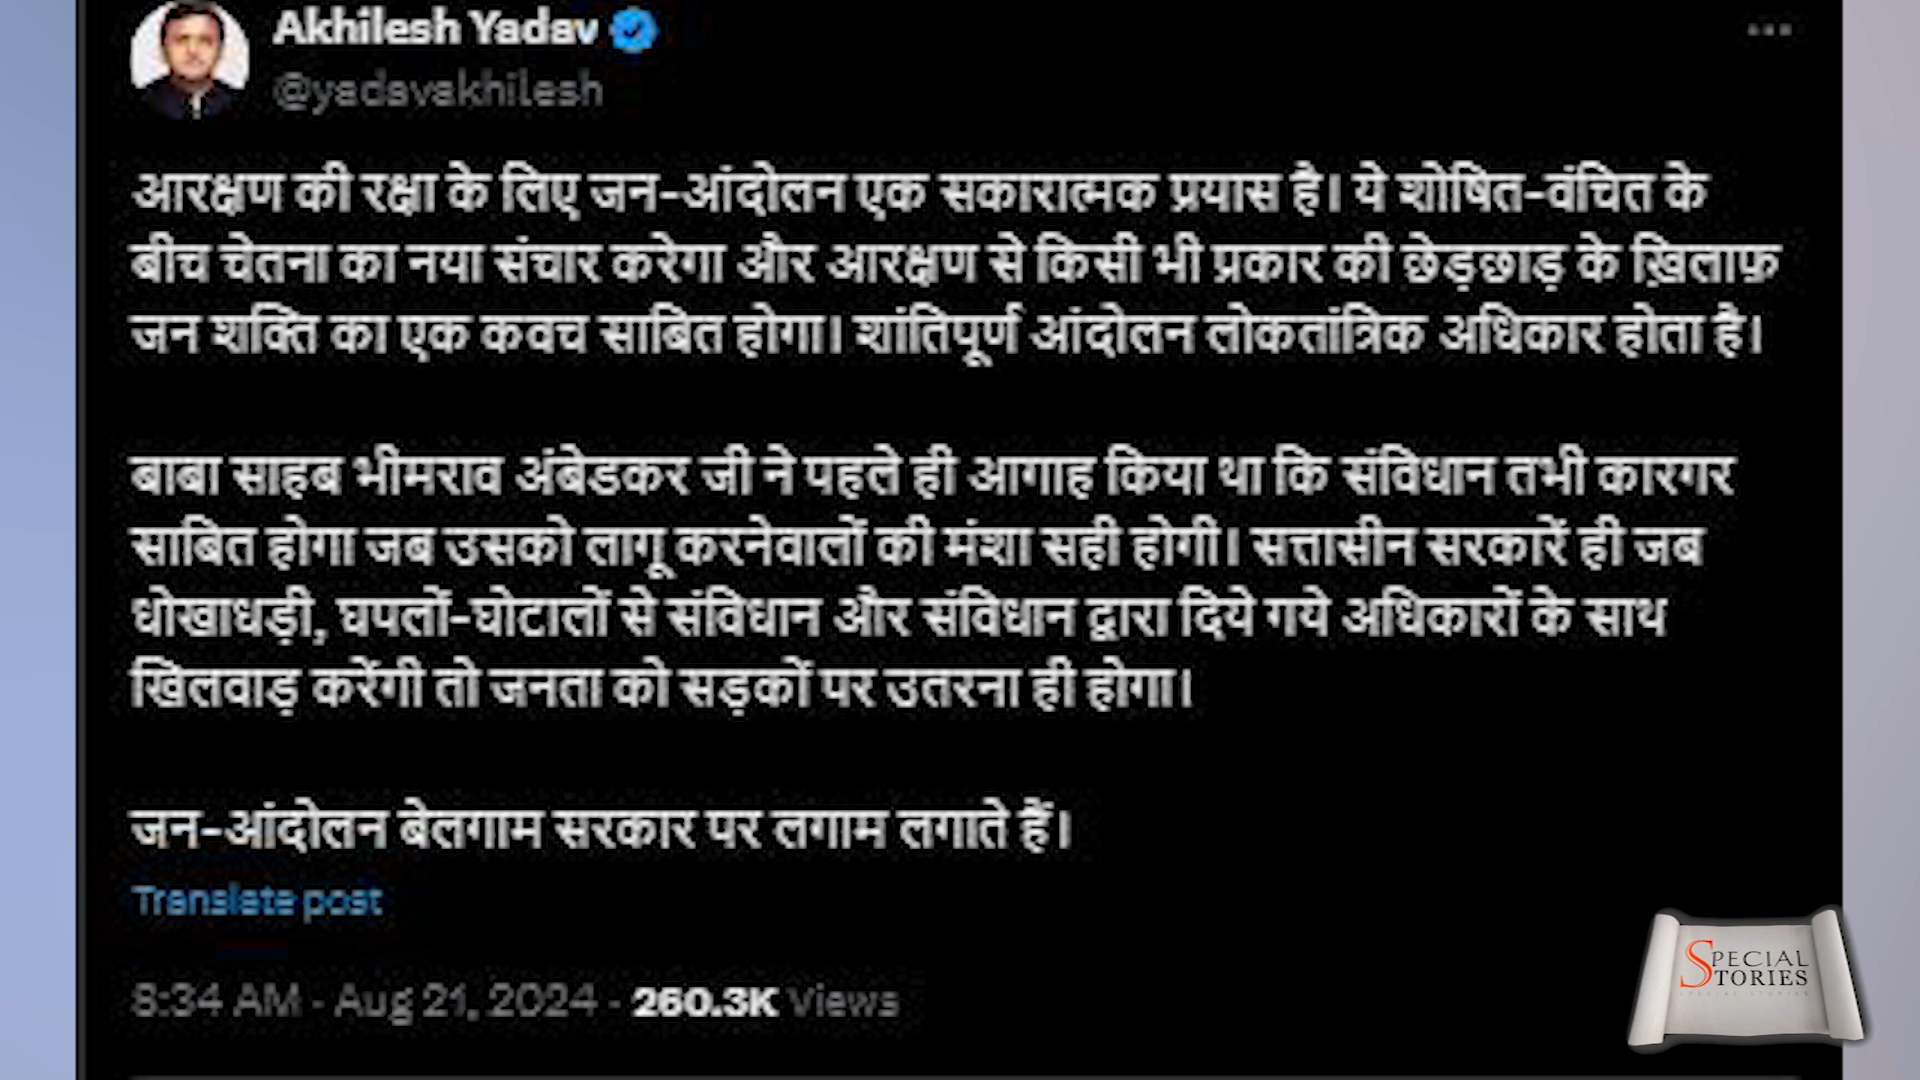 Akhilesh Yadav
@yadavakhilesh
आरक्षण की रक्षा के लिए जन-आंदोलन एक सकारात्मक प्रयास है। ये शोषित-वंचित के
बीच चेतना का नया संचार करेगा और आरक्षण से किसी भी प्रकार की छेड़छाड़ के ख़िलाफ़
जन शक्ति का एक कवच साबित होगा। शांतिपूर्ण आंदोलन लोकतांत्रिक अधिकार होता है।
बाबा साहब भीमराव अंबेडकर जी ने पहले ही आगाह किया था कि संविधान तभी कारगर
साबित होगा जब उसको लागू करनेवालों की मंशा सही होगी। सत्तासीन सरकारें ही जब
धोखाधड़ी, घपलों-घोटालों से संविधान और संविधान द्वारा दिये गये अधिकारों के साथ
खिलवाड़ करेंगी तो जनता को सड़कों पर उतरना ही होगा।
जन-आंदोलन बेलगाम सरकार पर लगाम लगाते हैं।
Translate post
8:34 AM · Aug 21, 2024 · 260.3K Views
SPECIAL
STORIES